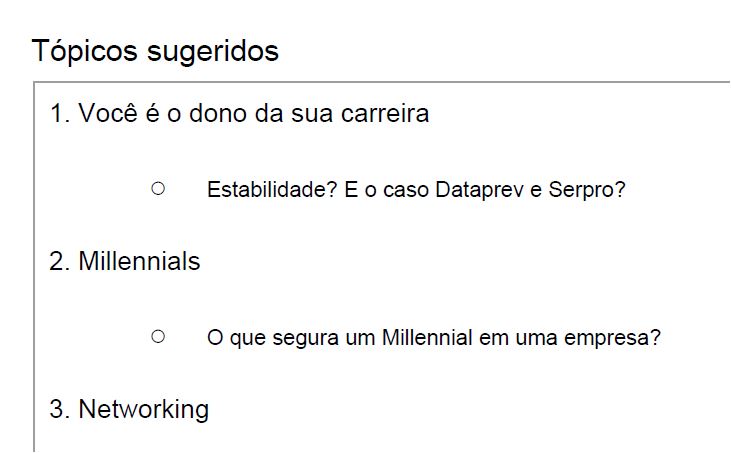 Tópicos sugeridos
1. Você é o dono da sua carreira
○ Estabilidade? E o caso Dataprev e Serpro?
2. Millennials
○ O que segura um Millennial em uma empresa?
3. Networking